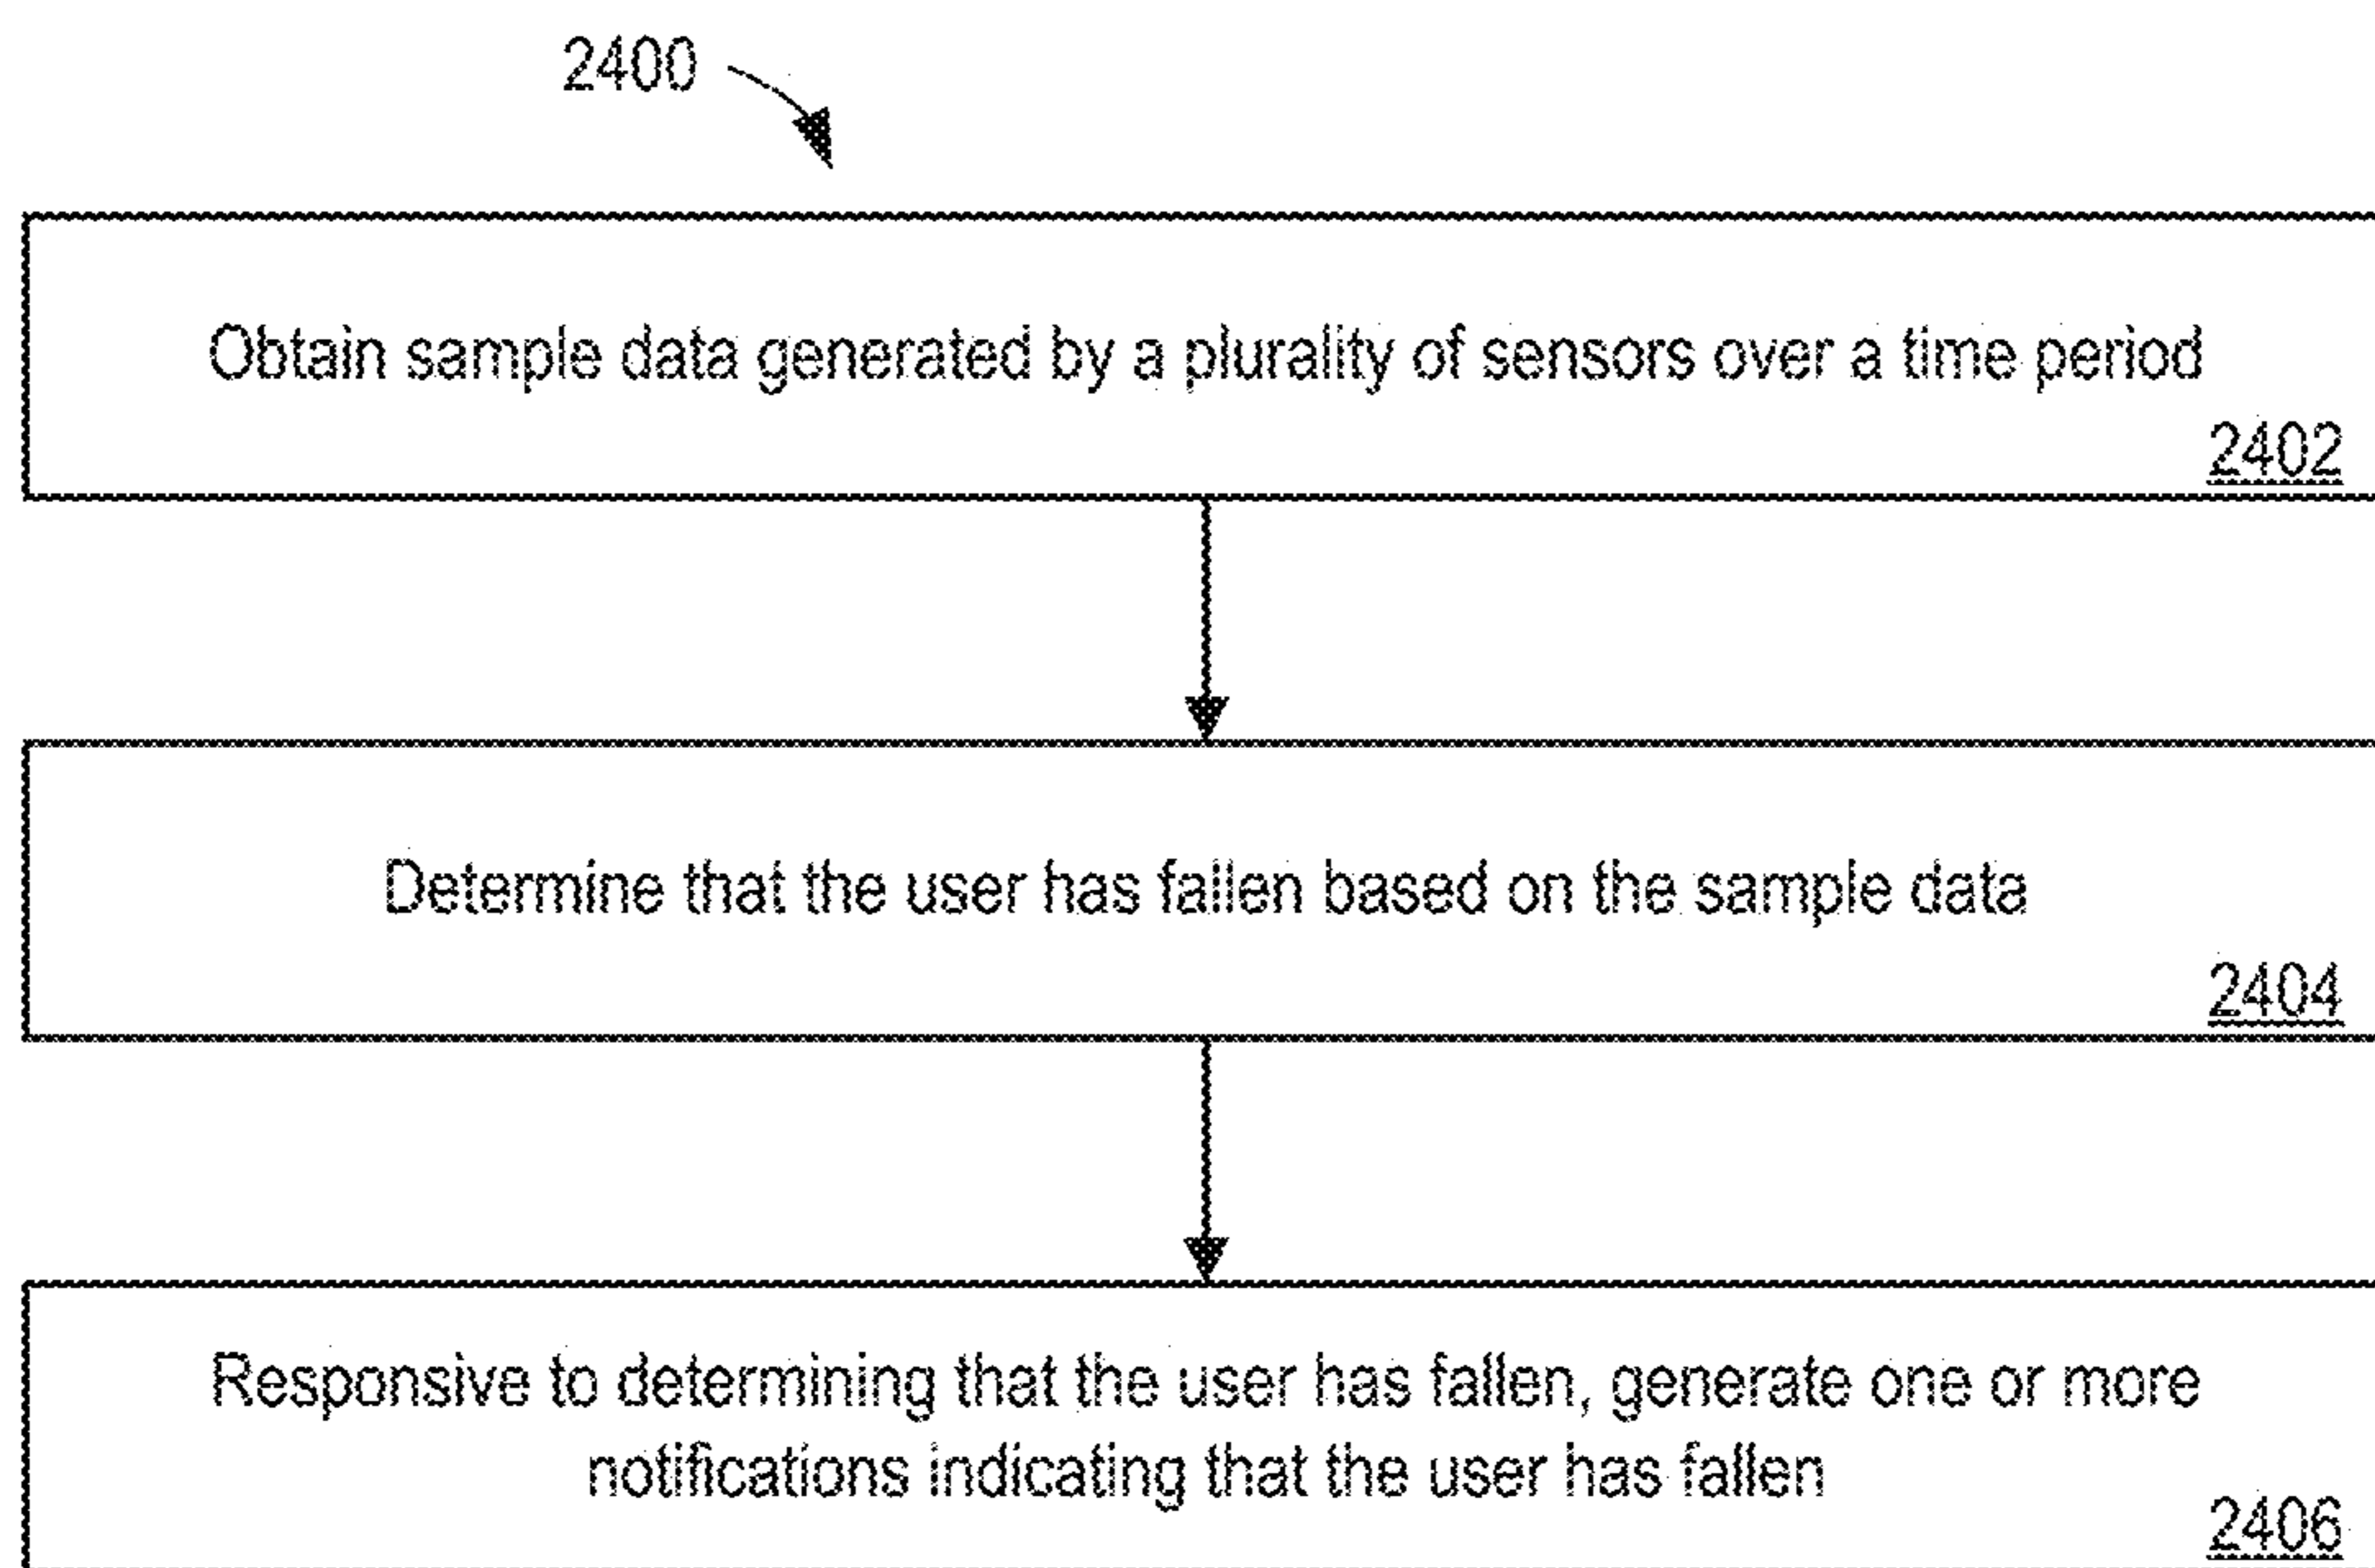 2400
Obtain sample data generated by a plurality of sensors over a time period
2402
Determine that the user has fallen based on the sample data
2404
Responsive to determining that the user has fallen, generate one or more
notifications indicating that the user has fallen
2406